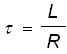 τ = L / R